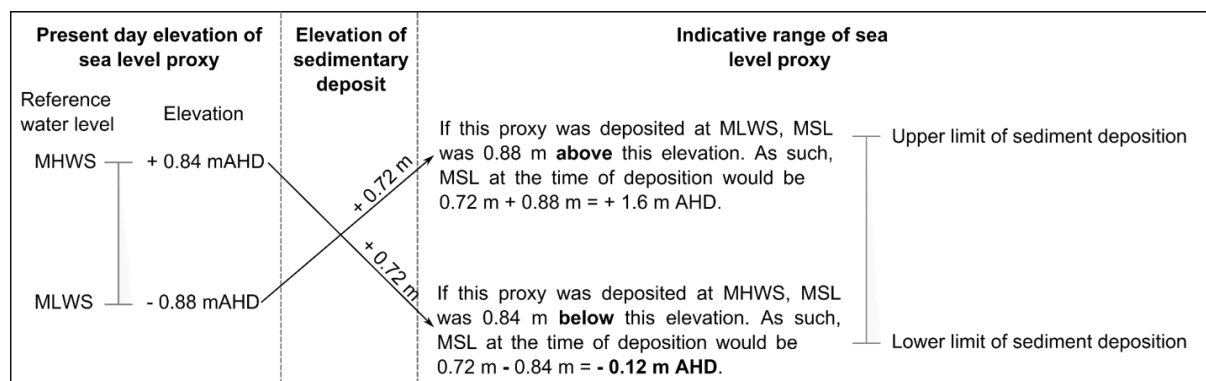 Present day elevation of
sea level proxy
Elevation of
sedimentary
deposit
Indicative range of sea
level proxy
Reference
water level
Elevation
MHWS
+ 0.84 mAHD
MLWS
- 0.88 mAHD
+ 0.72 m
+ 0.72 m
If this proxy was deposited at MLWS, MSL
was 0.88 m above this elevation. As such,
MSL at the time of deposition would be
0.72 m + 0.88 m = + 1.6 m AHD.
If this proxy was deposited at MHWS, MSL
was 0.84 m below this elevation. As such,
MSL at the time of deposition would be
0.72 m - 0.84 m = - 0.12 m AHD.
Upper limit of sediment deposition
Lower limit of sediment deposition